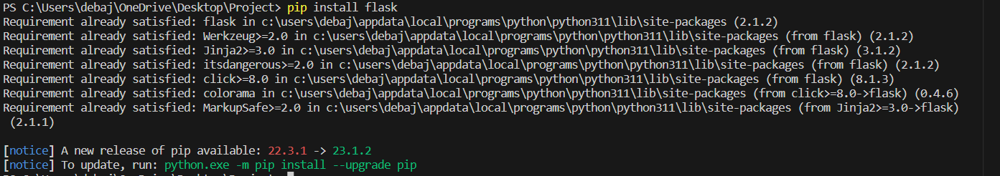 PS C:\Users\debaj\OneDrive\Desktop\Project> pip install flask
Requirement already satisfied: flask in c:\users\debaj\appdata\local\programs\python\python311\lib\site-packages (2.1.2)
Requirement already satisfied: Werkzeug>=2.0 in c:\users\debaj\appdata\local\programs\python\python311\lib\site-packages (from flask) (2.1.2)
Requirement already satisfied: Jinja2>=3.0 in c:\users\debaj\appdata\local\programs\python\python311\lib\site-packages (from flask) (3.1.2)
Requirement already satisfied: itsdangerous>=2.0 in c:\users\debaj\appdata\local\programs\python\python311\lib\site-packages (from flask) (2.1.2)
Requirement already satisfied: click>=8.0 in c:\users\debaj\appdata\local\programs\python\python311\lib\site-packages (from flask) (8.1.3)
Requirement already satisfied: colorama in c:\users\debaj\appdata\local\programs\python\python311\lib\site-packages (from click>=8.0->flask) (0.4.6)
Requirement already satisfied: MarkupSafe>=2.0 in c:\users\debaj\appdata\local\programs\python\python311\lib\site-packages (from Jinja2>=3.0->flask)
(2.1.1)
[notice] A new release of pip available: 22.3.1 -> 23.1.2
[notice] To update, run: python.exe -m pip install --upgrade pip